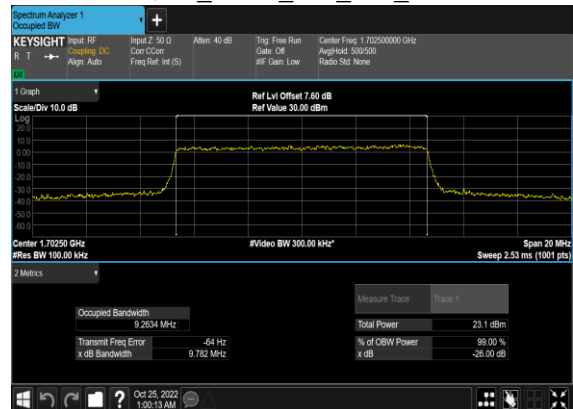 Spectrum Analyzer 1
Occupied BW
KEYSIGHT
R T
LU
Input: RF
Coupling: DC
Align: Auto
Input Z: 50 Ω
Corr CCorr
Freq Ref: Int (S)
Atten: 40 dB
Trig: Free Run
Gate: Off
#IF Gain: Low
Center Freq: 1.702500000 GHz
Avg|Hold: 500/500
Radio Std: None
1 Graph
Scale/Div 10.0 dB
Ref Lvl Offset 7.60 dB
Ref Value 30.00 dBm
Log
20.0
10.0
0.00
-10.0
-20.0
-30.0
-40.0
-50.0
-60.0
Center 1.70250 GHz
#Res BW 100.00 kHz
#Video BW 300.00 kHz*
Span 20 MHz
Sweep 2.53 ms (1001 pts)
2 Metrics
Measure Trace
Trace 1
Occupied Bandwidth
9.2634 MHz
Total Power
23.1 dBm
Transmit Freq Error
-64 Hz
% of OBW Power
99.00 %
x dB Bandwidth
9.782 MHz
x dB
-26.00 dB
?
Oct 25, 2022
1:00:13 AM